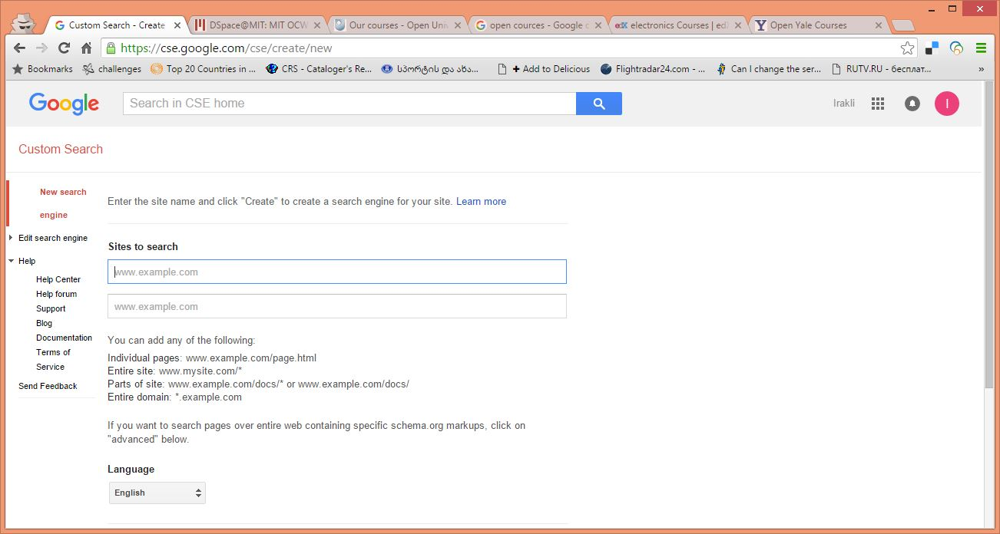 Custom Search - Create
DSpace@MIT: MIT OCW
Our courses - Open Univ
open cources - Google c
edX electronics Courses | edX
Open Yale Courses
https://cse.google.com/cse/create/new
Bookmarks
challenges
Top 20 Countries in ...
CRS - Cataloger's Re...
სპორტის და ახა...
+ Add to Delicious
Flightradar24.com - ...
Can I change the ser...
RUTV.RU - бесплат...
»
Google
Search in CSE home
Irakli
I
Custom Search
New search
engine
Edit search engine
Help
Help Center
Help forum
Support
Blog
Documentation
Terms of
Service
Send Feedback
Enter the site name and click "Create" to create a search engine for your site. Learn more
Sites to search
www.example.com
www.example.com
You can add any of the following:
Individual pages: www.example.com/page.html
Entire site: www.mysite.com/*
Parts of site: www.example.com/docs/* or www.example.com/docs/
Entire domain: *.example.com
If you want to search pages over entire web containing specific schema.org markups, click on
"advanced" below.
Language
English